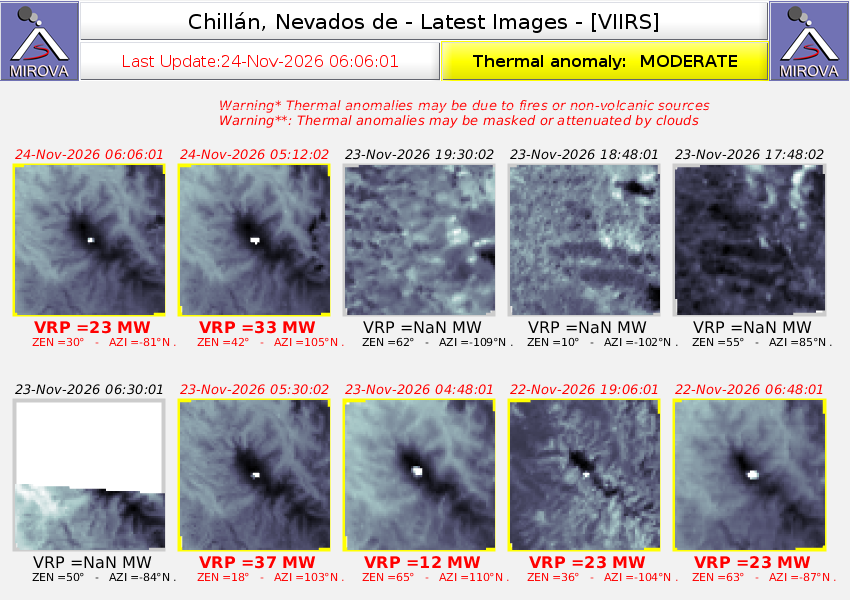 Chillán, Nevados de - Latest Images - [VIIRS]
MIROVA
Last Update:24-Nov-2026 06:06:01
Thermal anomaly: MODERATE
MIROVA
Warning* Thermal anomalies may be due to fires or non-volcanic sources
Warning**: Thermal anomalies may be masked or attenuated by clouds
24-Nov-2026 06:06:01
24-Nov-2026 05:12:02
23-Nov-2026 19:30:02
23-Nov-2026 18:48:01
23-Nov-2026 17:48:02
VRP =23 MW
VRP =33 MW
VRP =NaN MW
VRP =NaN MW
VRP =NaN MW
ZEN =30° - AZI =-81°N .
ZEN =42° - AZI =105°N .
ZEN =62° - AZI =-109°N .
ZEN =10° - AZI =-102°N .
ZEN =55° - AZI =85°N .
23-Nov-2026 06:30:01
23-Nov-2026 05:30:02
23-Nov-2026 04:48:01
22-Nov-2026 19:06:01
22-Nov-2026 06:48:01
VRP =NaN MW
VRP =37 MW
VRP =12 MW
VRP =23 MW
VRP =23 MW
ZEN =50° - AZI =-84°N .
ZEN =18° - AZI =103°N .
ZEN =65° - AZI =110°N .
ZEN =36° - AZI =-104°N .
ZEN =63° - AZI =-87°N .